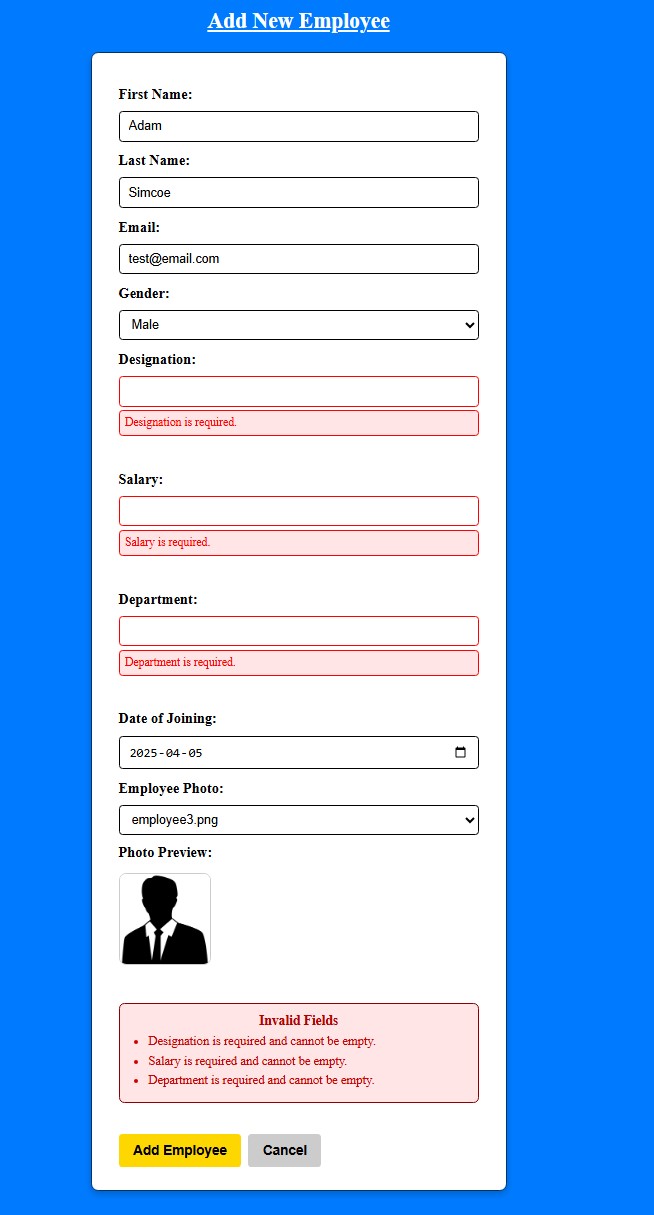 Add New Employee
First Name:
Adam
Last Name:
Simcoe
Email:
test@email.com
Gender:
Male
Designation:
Designation is required.
Salary:
Salary is required.
Department:
Department is required.
Date of Joining:
2025-04-05
Employee Photo:
employee3.png
Photo Preview:
Invalid Fields
Designation is required and cannot be empty.
Salary is required and cannot be empty.
Department is required and cannot be empty.
Add Employee Cancel